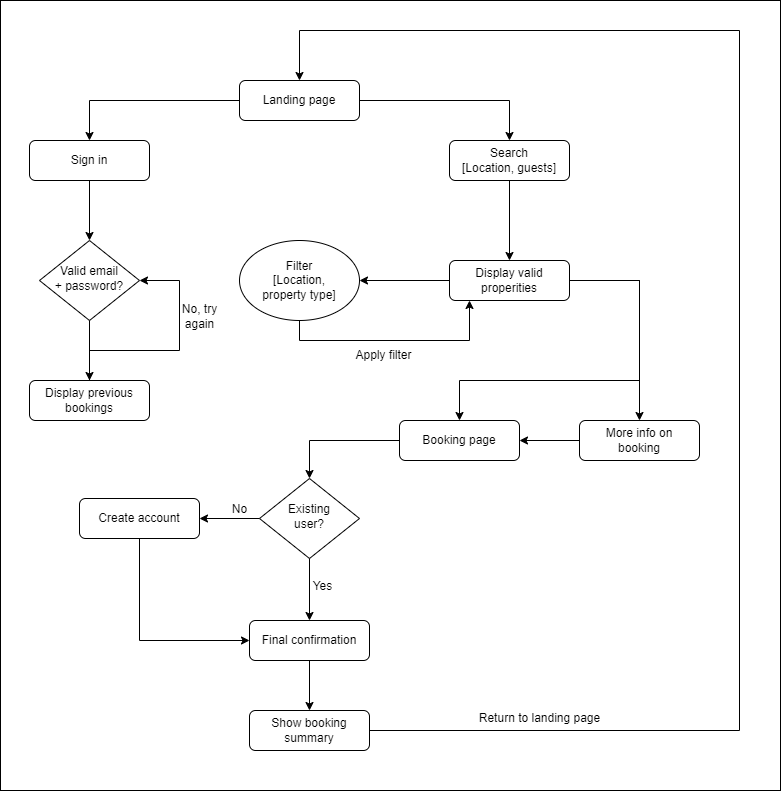 Landing page
Sign in
Search
[Location, guests]
Valid email
+ password?
No, try
again
Filter
[Location,
property type]
Display valid
properities
Apply filter
Display previous
bookings
Booking page
More info on
booking
Create account
No
Existing
user?
Yes
Final confirmation
Show booking
summary
Return to landing page